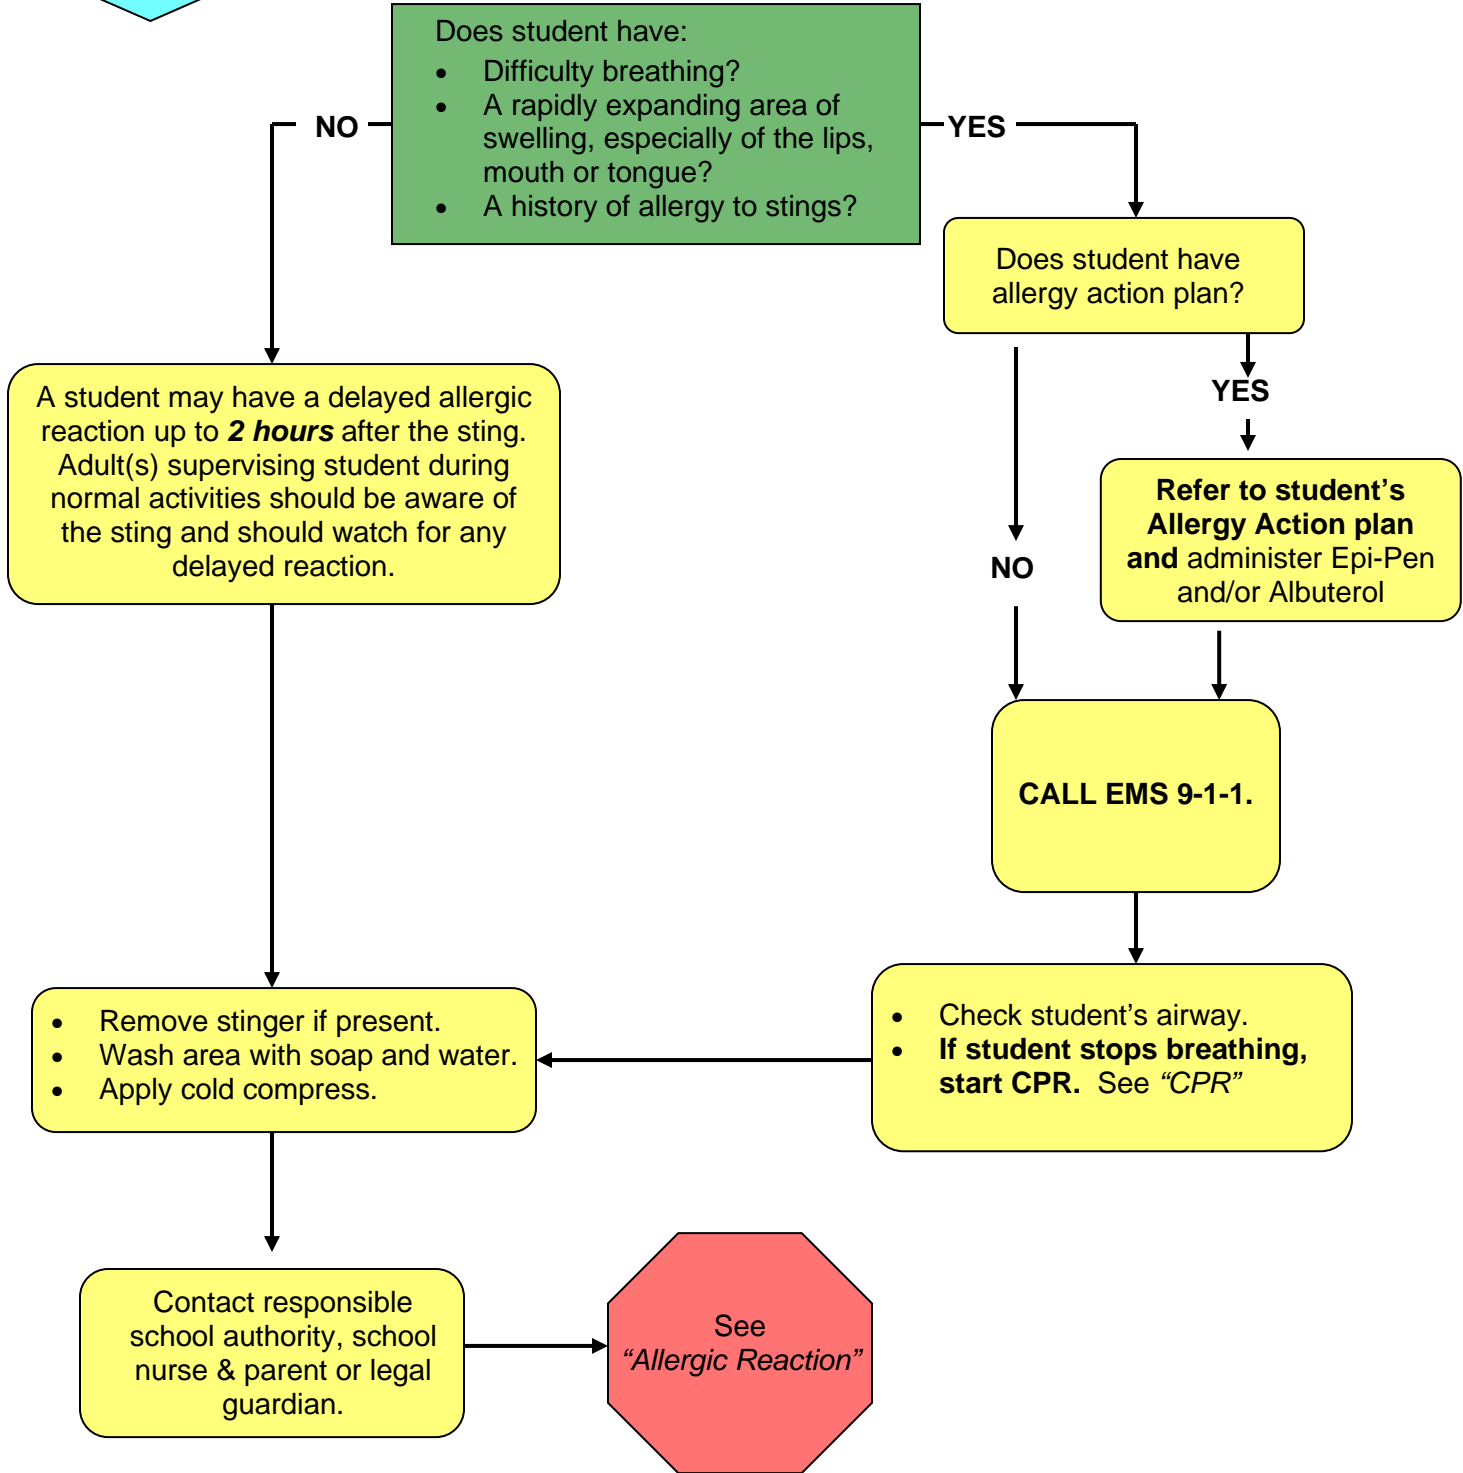 Does student have:
• Difficulty breathing?
• A rapidly expanding area of
swelling, especially of the lips,
mouth or tongue?
• A history of allergy to stings?
NO
YES
Does student have
allergy action plan?
A student may have a delayed allergic
reaction up to 2 hours after the sting.
Adult(s) supervising student during
normal activities should be aware of
the sting and should watch for any
delayed reaction.
YES
Refer to student’s
Allergy Action plan
and administer Epi-Pen
and/or Albuterol
NO
CALL EMS 9-1-1.
• Check student’s airway.
• If student stops breathing,
start CPR. See “CPR”
• Remove stinger if present.
• Wash area with soap and water.
• Apply cold compress.
Contact responsible
school authority, school
nurse & parent or legal
guardian.
See
“Allergic Reaction”